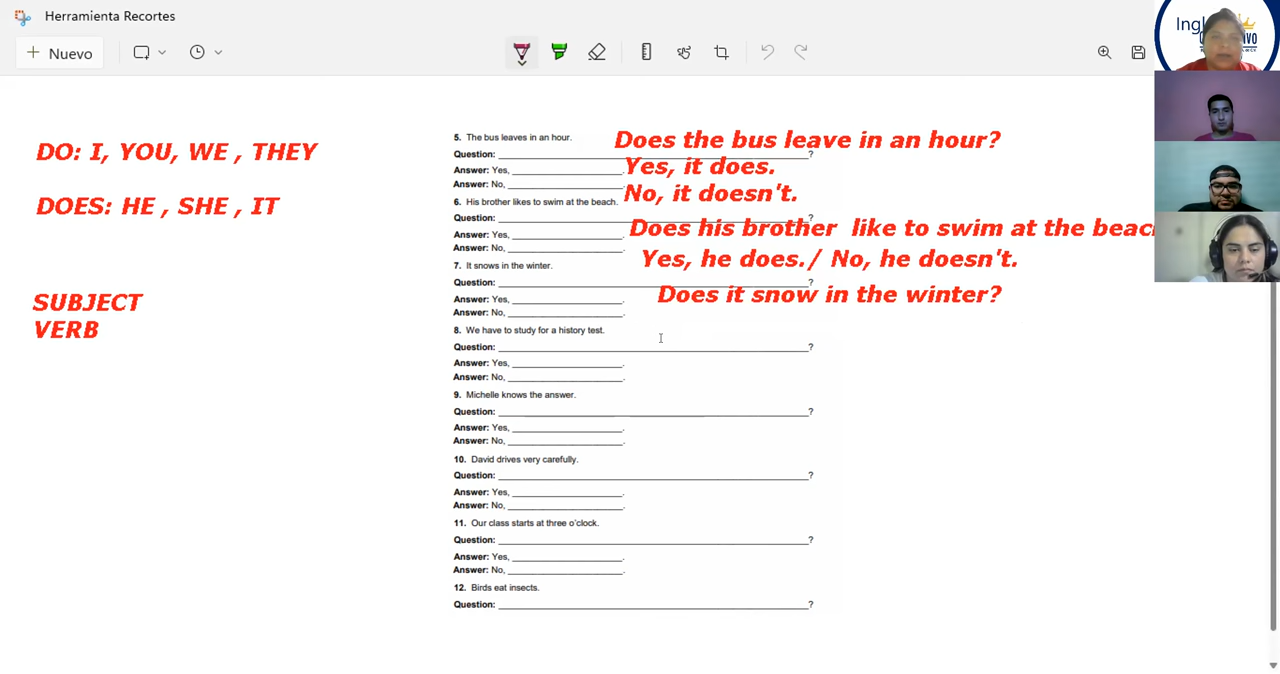 Herramienta Recortes
Nuevo
DO: I, YOU, WE , THEY
DOES: HE , SHE , IT
SUBJECT
VERB
5. The bus leaves in an hour.
Does the bus leave in an hour?
Question: ?
Answer: Yes, .
Yes, it does.
Answer: No, .
No, it doesn't.
6. His brother likes to swim at the beach.
Question: ?
Does his brother like to swim at the beac
Answer: Yes, .
Answer: No, .
Yes, he does./ No, he doesn't.
7. It snows in the winter.
Question: ?
Does it snow in the winter?
Answer: Yes, .
Answer: No, .
8. We have to study for a history test.
Question: ?
Answer: Yes, .
Answer: No, .
9. Michelle knows the answer.
Question: ?
Answer: Yes, .
Answer: No, .
10. David drives very carefully.
Question: ?
Answer: Yes, .
Answer: No, .
11. Our class starts at three o'clock.
Question: ?
Answer: Yes, .
Answer: No, .
12. Birds eat insects.
Question: ?